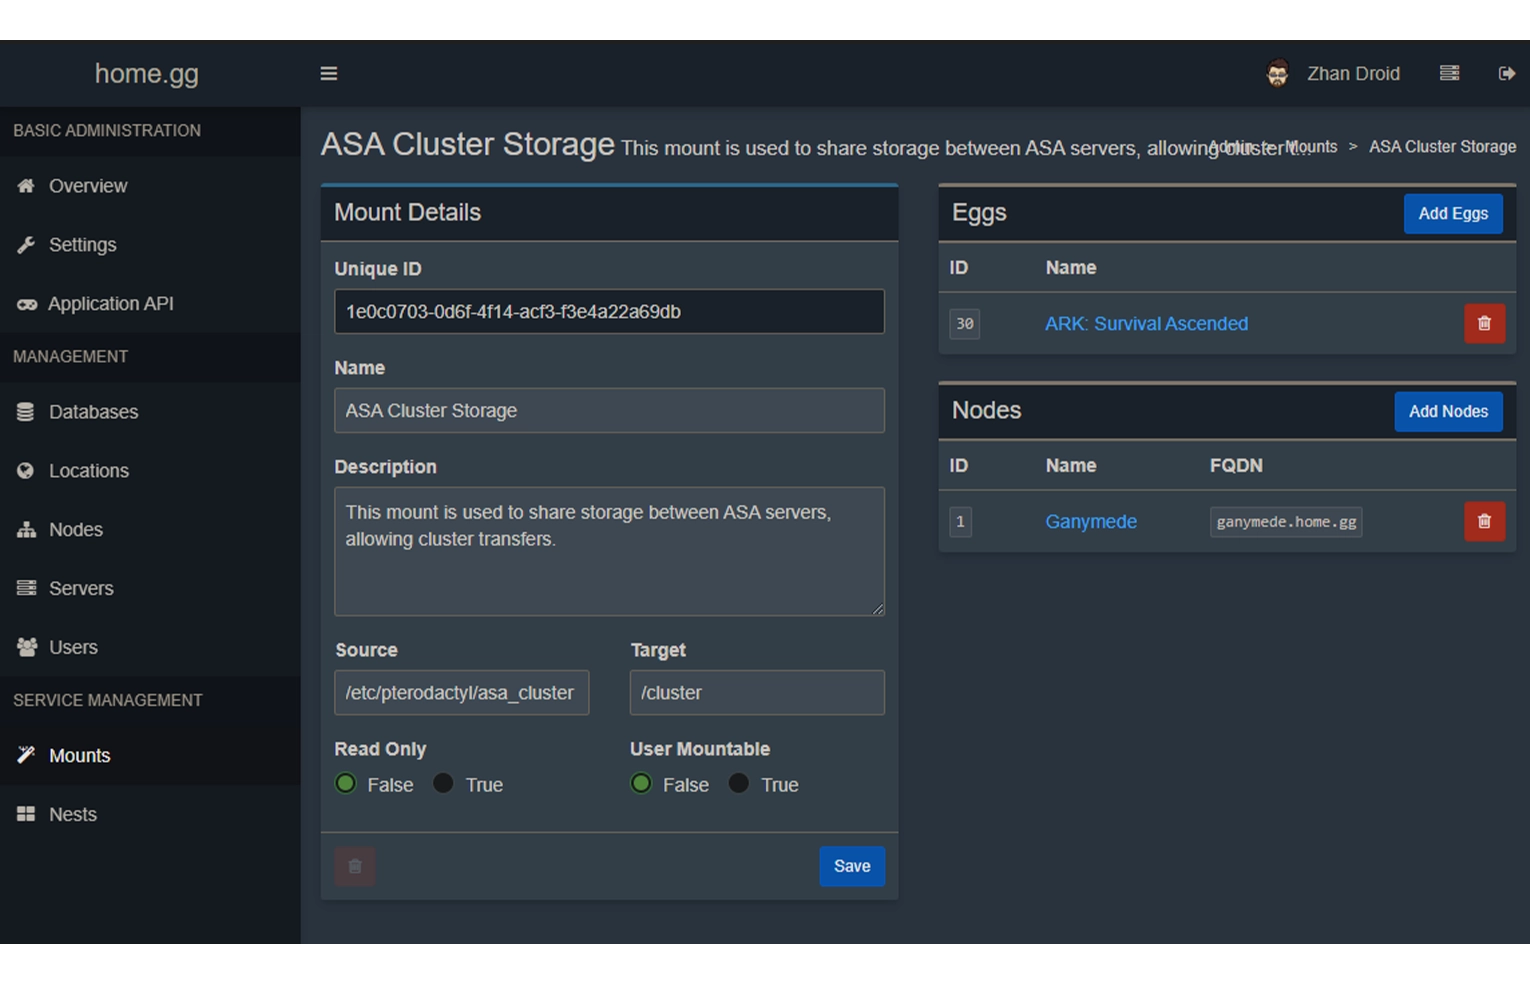 home.gg
Zhan Droid
BASIC ADMINISTRATION
Overview
Settings
Application API
MANAGEMENT
Databases
Locations
Nodes
Servers
Users
SERVICE MANAGEMENT
Mounts
Nests
ASA Cluster Storage This mount is used to share storage between ASA servers, allowing cluster t...
Admin > Mounts > ASA Cluster Storage
Mount Details
Unique ID
1e0c0703-0d6f-4f14-acf3-f3e4a22a69db
Name
ASA Cluster Storage
Description
This mount is used to share storage between ASA servers,
allowing cluster transfers.
Source Target
/etc/pterodactyl/asa_cluster /cluster
Read Only User Mountable
False True False True
Save
Eggs Add Eggs
ID Name
30 ARK: Survival Ascended
Nodes Add Nodes
ID Name FQDN
1 Ganymede ganymede.home.gg